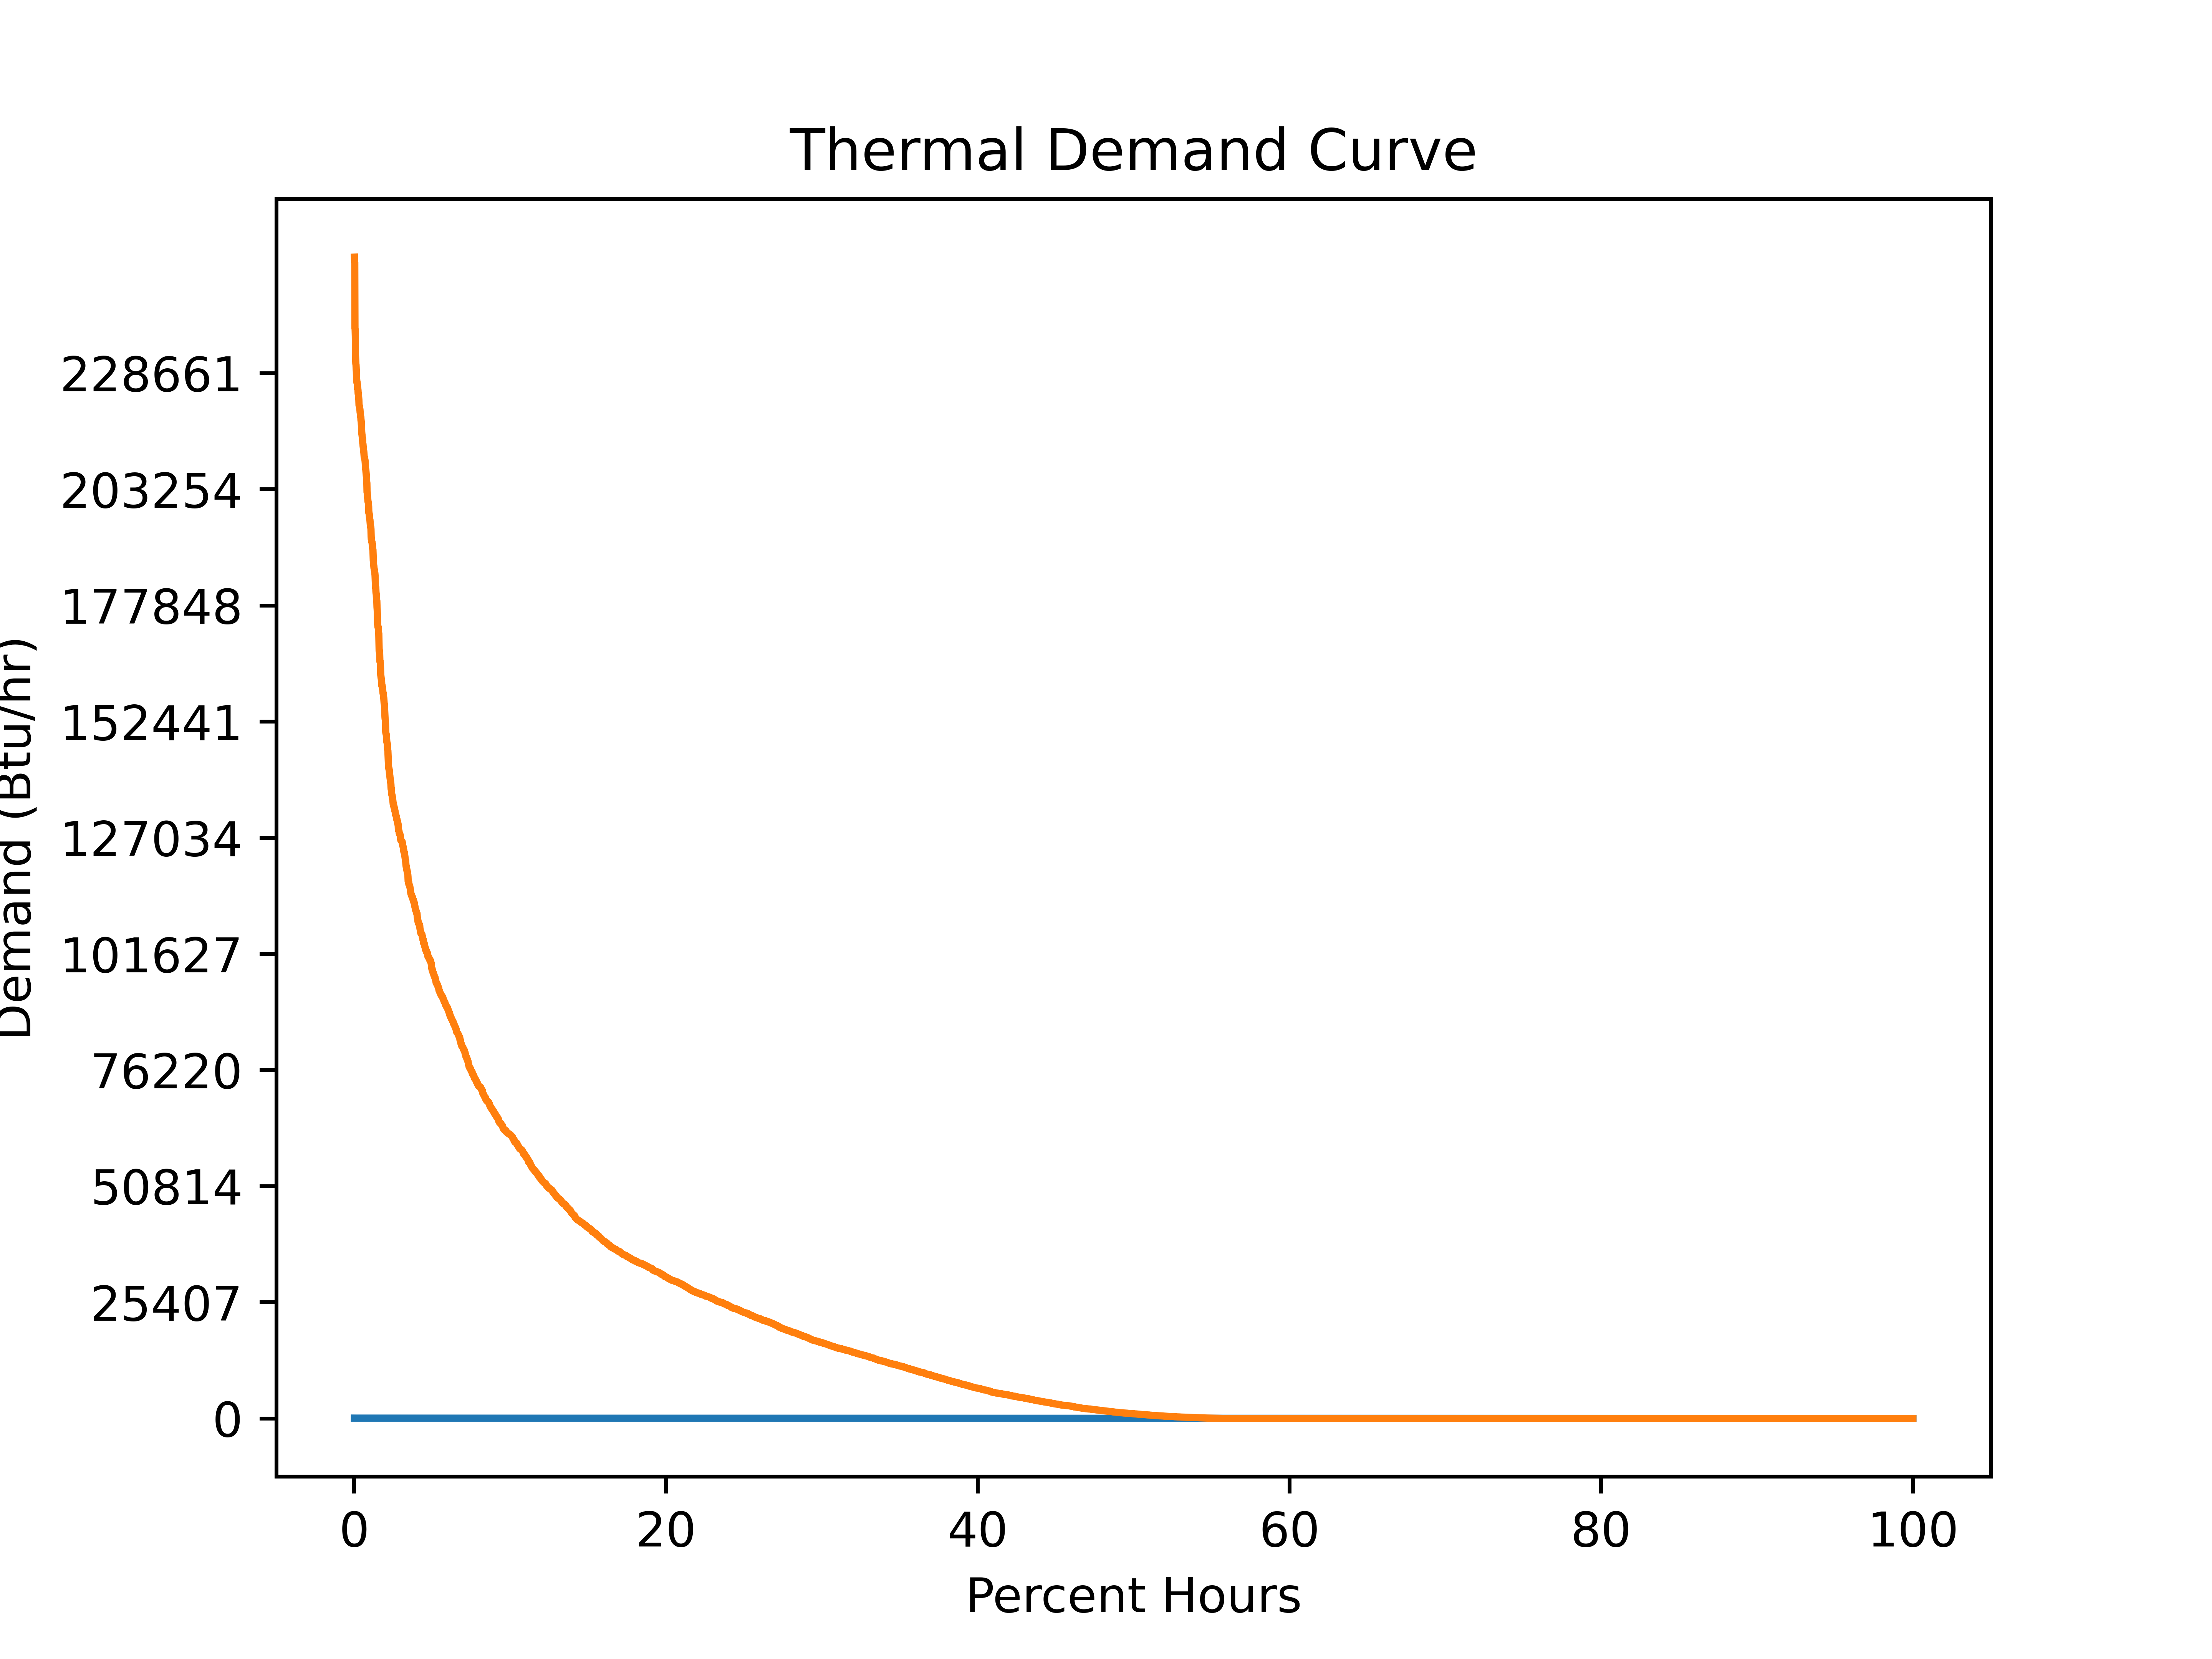 Thermal Demand Curve
Demand (Btu/hr)
228661
203254
177848
152441
127034
101627
76220
50814
25407
0
0 20 40 60 80 100
Percent Hours